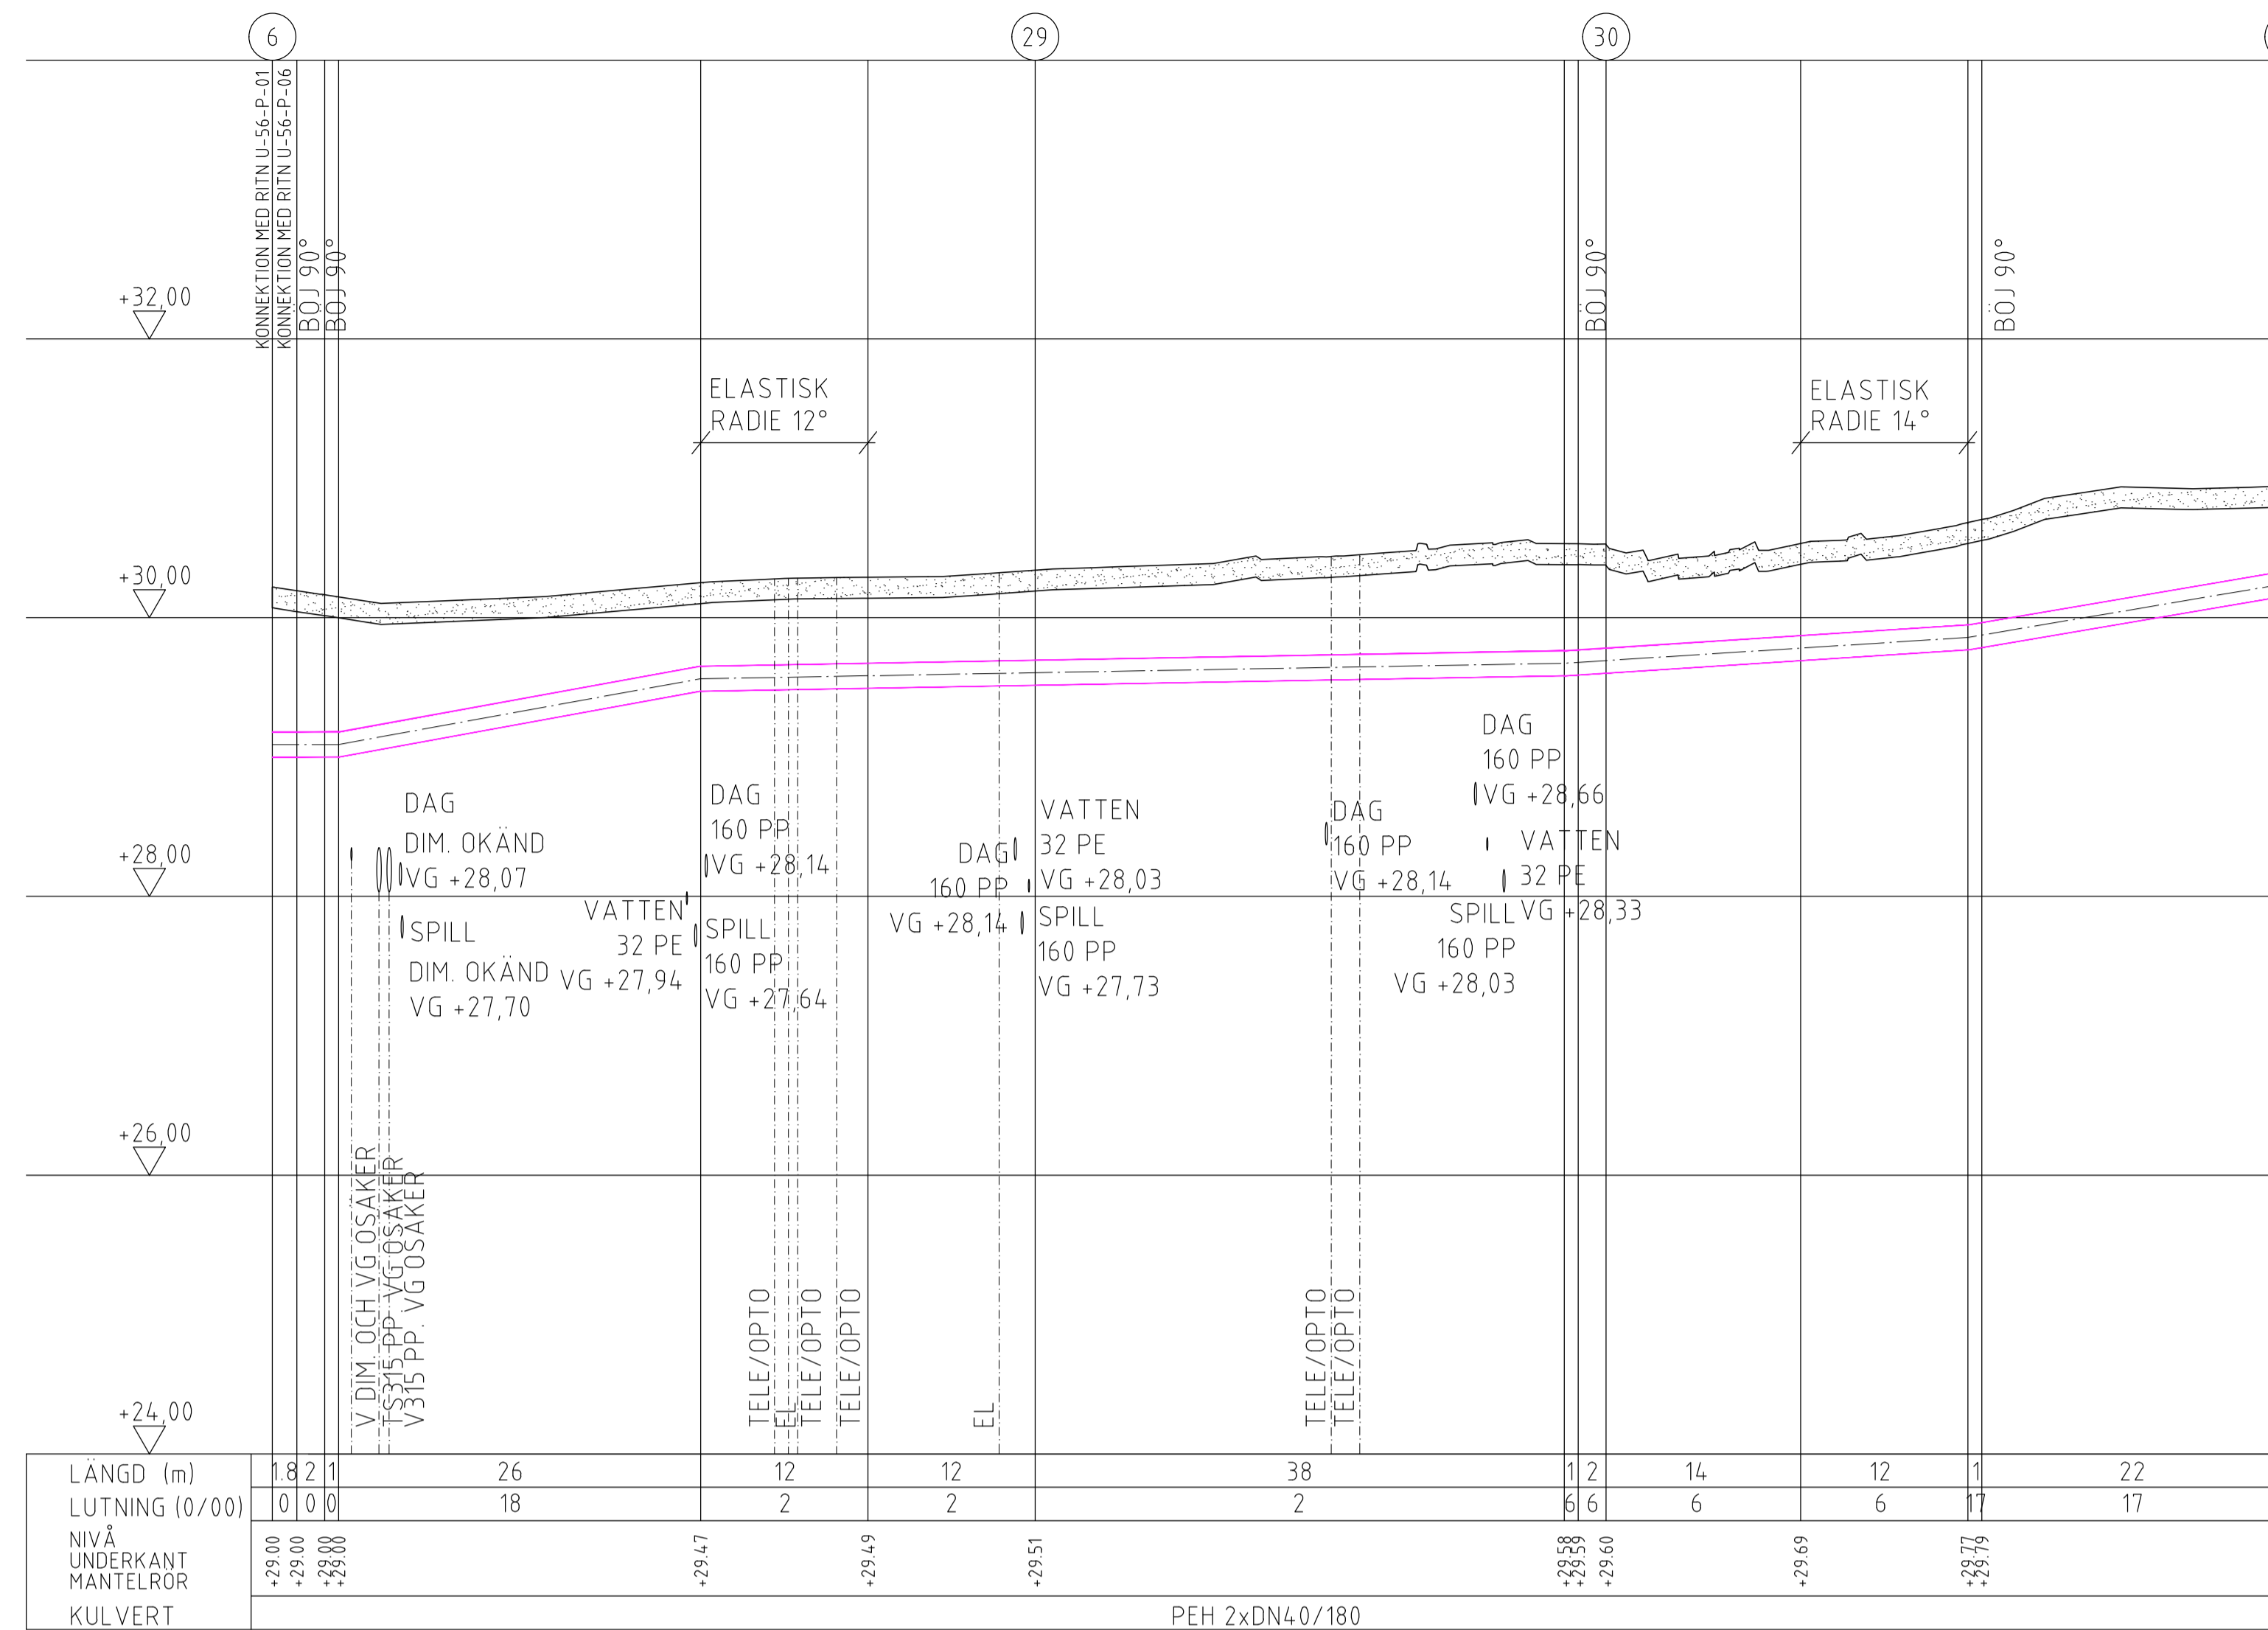 6
29
30
KONNEKTION MED RITN U-56-P-01
KONNEKTION MED RITN U-56-P-06
BÖJ 90°
BÖJ 90°
BÖJ 90°
BÖJ 90°
+32,00
ELASTISK
RADIE 12°
ELASTISK
RADIE 14°
+30,00
+28,00
DAG
DIM. OKÄND
VG +28,07
SPILL
DIM. OKÄND
VG +27,70
VATTEN
32 PE
VG +27,94
DAG
160 PP
VG +28,14
SPILL
160 PP
VG +27,64
DAG
160 PP
VG +28,14
VATTEN
32 PE
VG +28,03
SPILL
160 PP
VG +27,73
DAG
160 PP
VG +28,14
DAG
160 PP
VG +28,66
VATTEN
32 PE
VG +28,33
SPILL
160 PP
VG +28,03
+26,00
V DIM. OCH VG OSÄKER
TS315 PP. VG OSÄKER
V315 PP. VG OSÄKER
TELE/OPTO
EL
TELE/OPTO
TELE/OPTO
EL
TELE/OPTO
TELE/OPTO
+24,00
LÄNGD (m) 1.8 2 1 26 12 12 38 1 2 14 12 1 22
LUTNING (0/00) 0 0 0 18 2 2 2 6 6 6 6 17 17
NIVÅ
UNDERKANT
MANTELRÖR
+29.00 +29.00 +29.00 +29.00 +29.47 +29.49 +29.51 +29.58 +29.59 +29.60 +29.69 +29.77 +29.79
KULVERT PEH 2xDN40/180